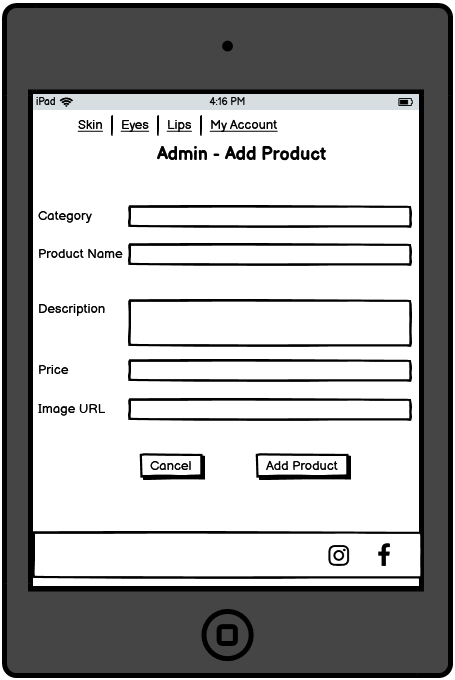 iPad 4:16 PM
Skin Eyes Lips My Account
Admin - Add Product
Category
Product Name
Description
Price
Image URL
Cancel Add Product